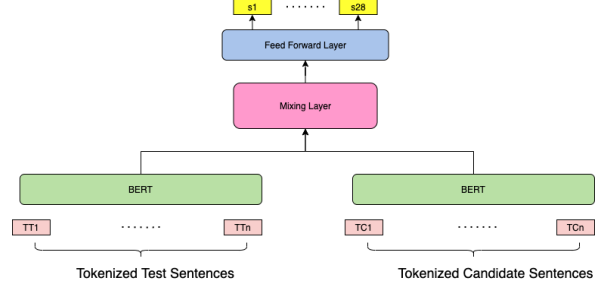 s1 ....... s28
Feed Forward Layer
Mixing Layer
BERT BERT
TT1 ....... TTn TC1 ....... TCn
Tokenized Test Sentences Tokenized Candidate Sentences